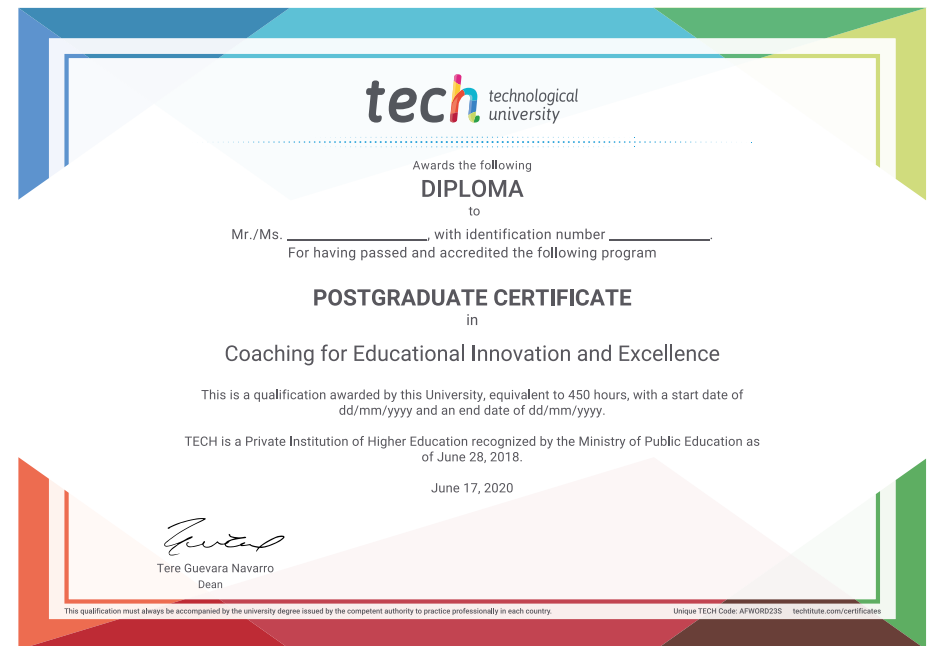 tech technological
university
Awards the following
DIPLOMA
to
Mr./Ms. ____________________, with identification number ______________.
For having passed and accredited the following program
POSTGRADUATE CERTIFICATE
in
Coaching for Educational Innovation and Excellence
This is a qualification awarded by this University, equivalent to 450 hours, with a start date of
dd/mm/yyyy and an end date of dd/mm/yyyy.
TECH is a Private Institution of Higher Education recognized by the Ministry of Public Education as
of June 28, 2018.
June 17, 2020
Tere Guevara Navarro
Dean
This qualification must always be accompanied by the university degree issued by the competent authority to practice professionally in each country. Unique TECH Code: AFWORD23S techtitute.com/certificates